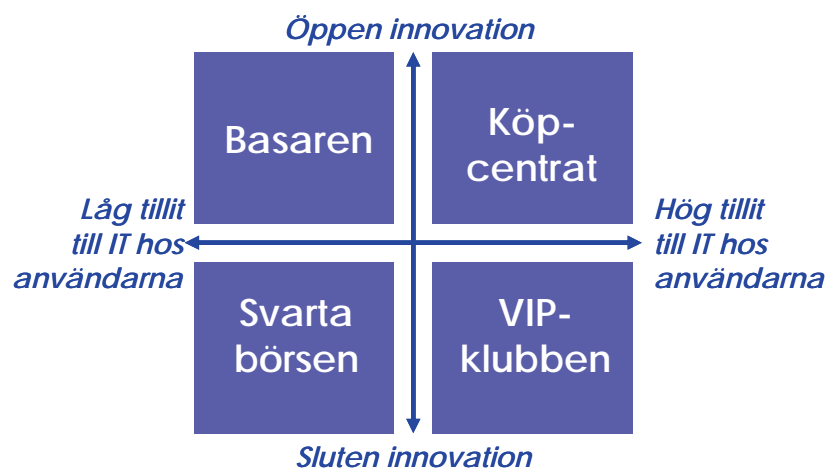 Öppen innovation
Basaren
Köp-
centrat
Låg tillit
till IT hos
användarna
Hög tillit
till IT hos
användarna
Svarta
börsen
VIP-
klubben
Sluten innovation